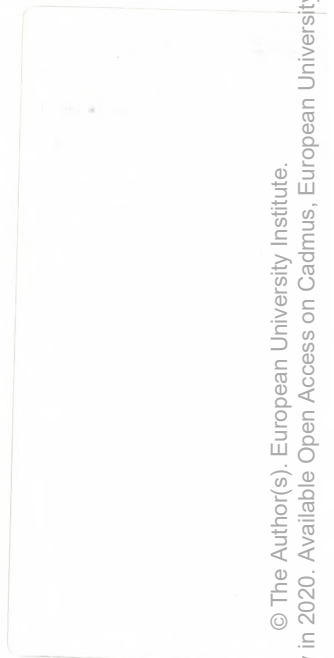 © The Author(s). European University Institute.
in 2020. Available Open Access on Cadmus, European University